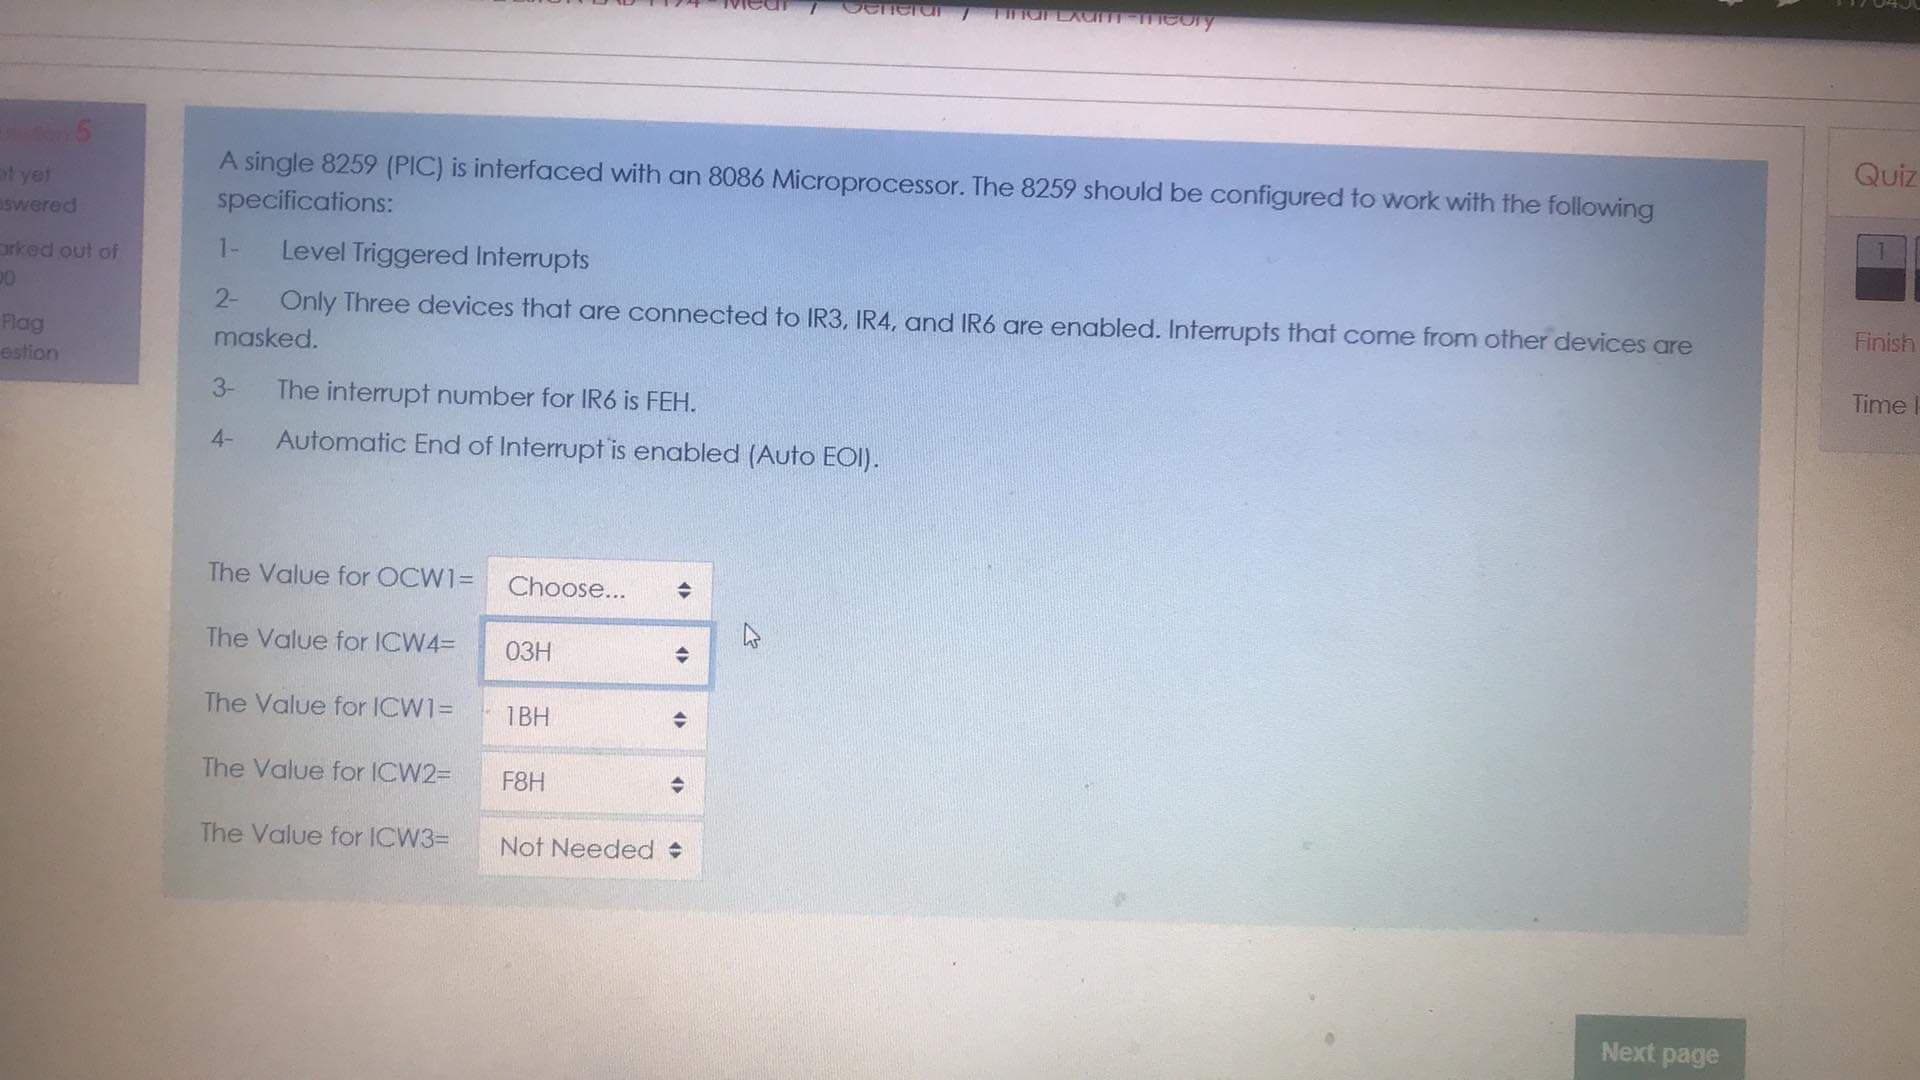 General / Final Exam -Theory
5
yet
swered
arked out of
Flag
estion
A single 8259 (PIC) is interfaced with an 8086 Microprocessor. The 8259 should be configured to work with the following
specifications:
1- Level Triggered Interrupts
2- Only Three devices that are connected to IR3, IR4, and IR6 are enabled. Interrupts that come from other devices are
masked.
3- The interrupt number for IR6 is FEH.
4- Automatic End of Interrupt is enabled (Auto EOI).
The Value for OCW1= Choose...
The Value for ICW4= 03H
The Value for ICW1= 1BH
The Value for ICW2= F8H
The Value for ICW3= Not Needed
Quiz
1
Finish
Time
Next page